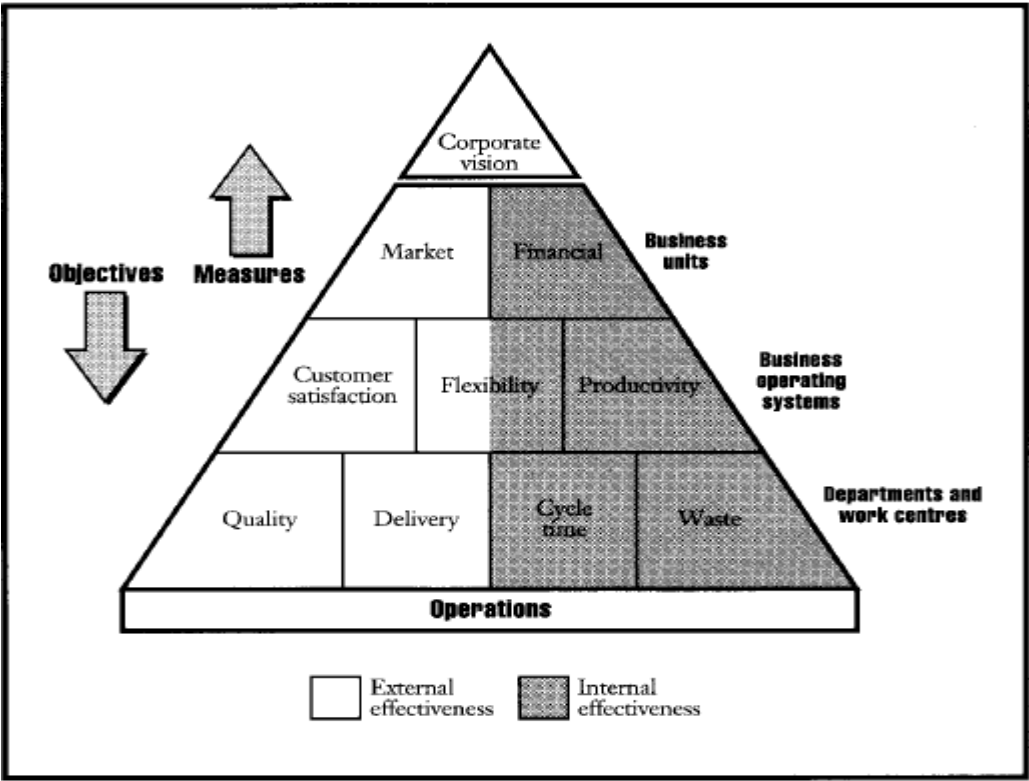 Corporate
vision
Market
Financial
Business
units
Objectives
Measures
Customer
satisfaction
Flexibility
Productivity
Business
operating
systems
Quality
Delivery
Cycle
time
Waste
Departments and
work centres
Operations
External
effectiveness
Internal
effectiveness